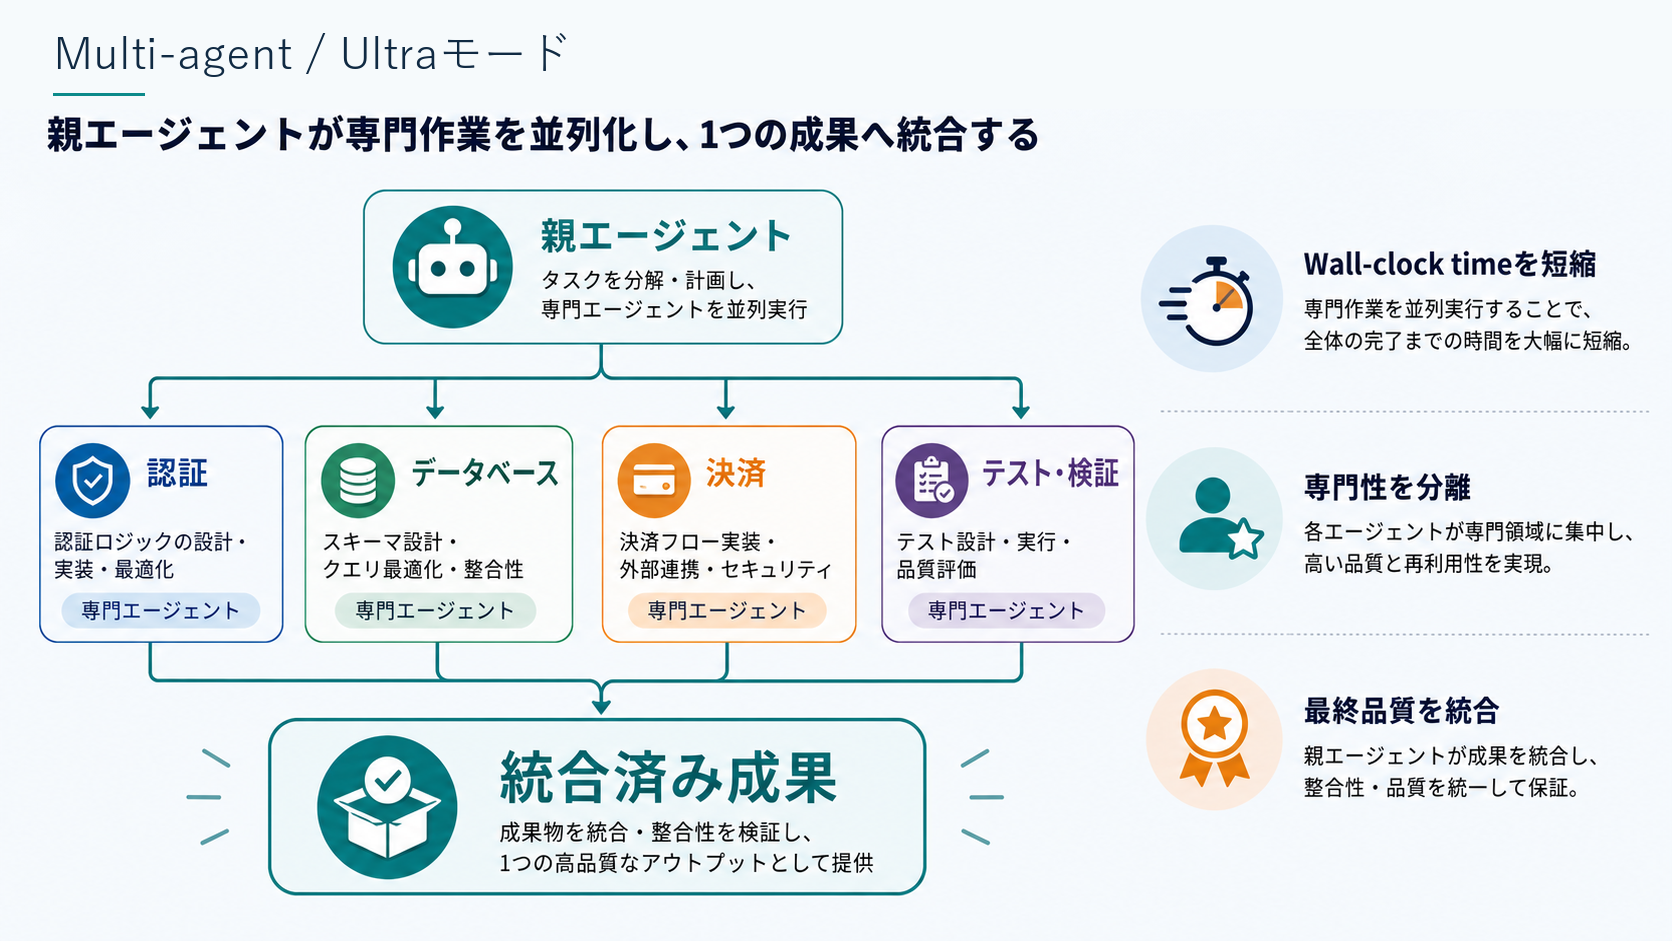 Multi-agent / Ultraモード
親エージェントが専門作業を並列化し、1つの成果へ統合する
親エージェント
タスクを分解・計画し、
専門エージェントを並列実行
認証
認証ロジックの設計・
実装・最適化
専門エージェント
データベース
スキーマ設計・
クエリ最適化・整合性
専門エージェント
決済
決済フロー実装・
外部連携・セキュリティ
専門エージェント
テスト・検証
テスト設計・実行・
品質評価
専門エージェント
統合済み成果
成果物を統合・整合性を検証し、
1つの高品質なアウトプットとして提供
Wall-clock timeを短縮
専門作業を並列実行することで、
全体の完了までの時間を大幅に短縮。
専門性を分離
各エージェントが専門領域に集中し、
高い品質と再利用性を実現。
最終品質を統合
親エージェントが成果を統合し、
整合性・品質を統一して保証。